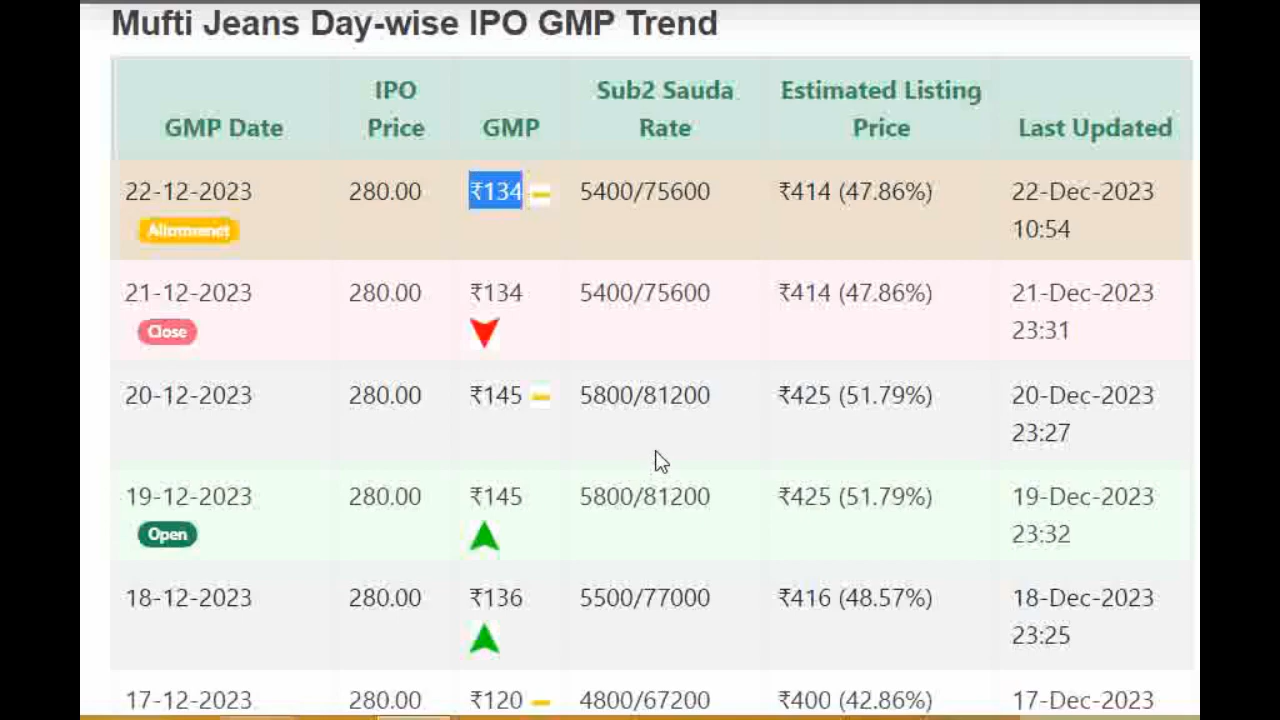 Mufti Jeans Day-wise IPO GMP Trend
GMP Date IPO Price GMP Sub2 Sauda Rate Estimated Listing Price Last Updated
22-12-2023 280.00 ₹134 5400/75600 ₹414 (47.86%) 22-Dec-2023
10:54
21-12-2023 280.00 ₹134 5400/75600 ₹414 (47.86%) 21-Dec-2023
Close 23:31
20-12-2023 280.00 ₹145 5800/81200 ₹425 (51.79%) 20-Dec-2023
23:27
19-12-2023 280.00 ₹145 5800/81200 ₹425 (51.79%) 19-Dec-2023
Open 23:32
18-12-2023 280.00 ₹136 5500/77000 ₹416 (48.57%) 18-Dec-2023
23:25
17-12-2023 280.00 ₹120 4800/67200 ₹400 (42.86%) 17-Dec-2023